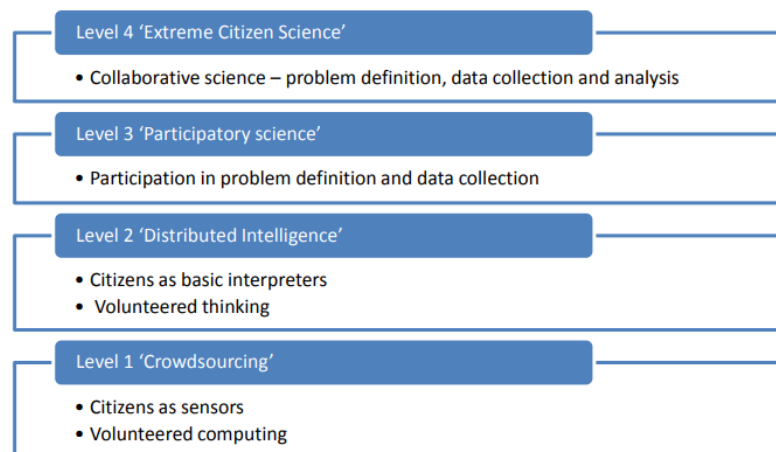 Level 4 ‘Extreme Citizen Science’
• Collaborative science – problem definition, data collection and analysis
Level 3 ‘Participatory science’
• Participation in problem definition and data collection
Level 2 ‘Distributed Intelligence’
• Citizens as basic interpreters
• Volunteered thinking
Level 1 ‘Crowdsourcing’
• Citizens as sensors
• Volunteered computing